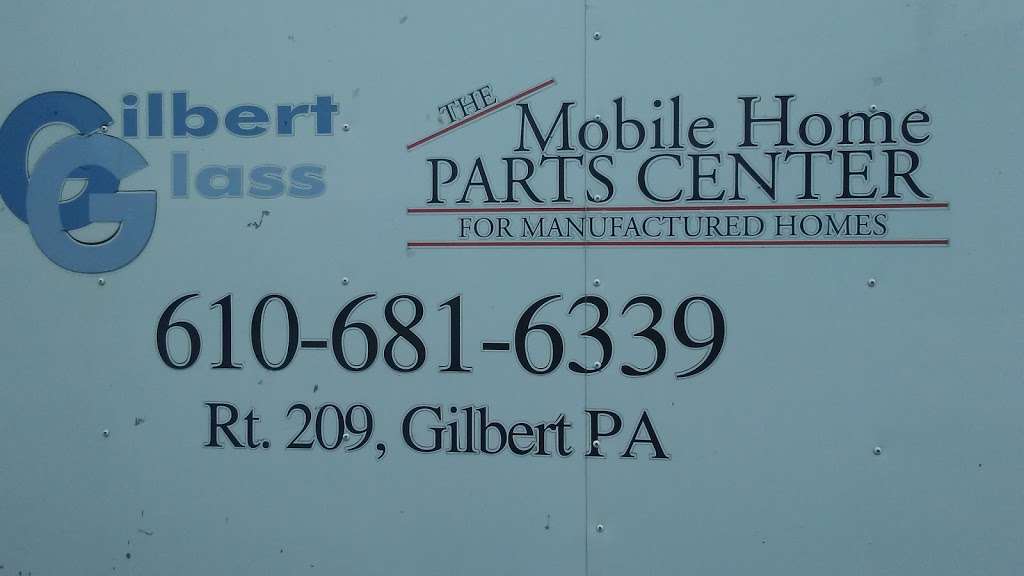 Gilbert
Glass
THE
Mobile Home
PARTS CENTER
FOR MANUFACTURED HOMES
610-681-6339
Rt. 209, Gilbert PA